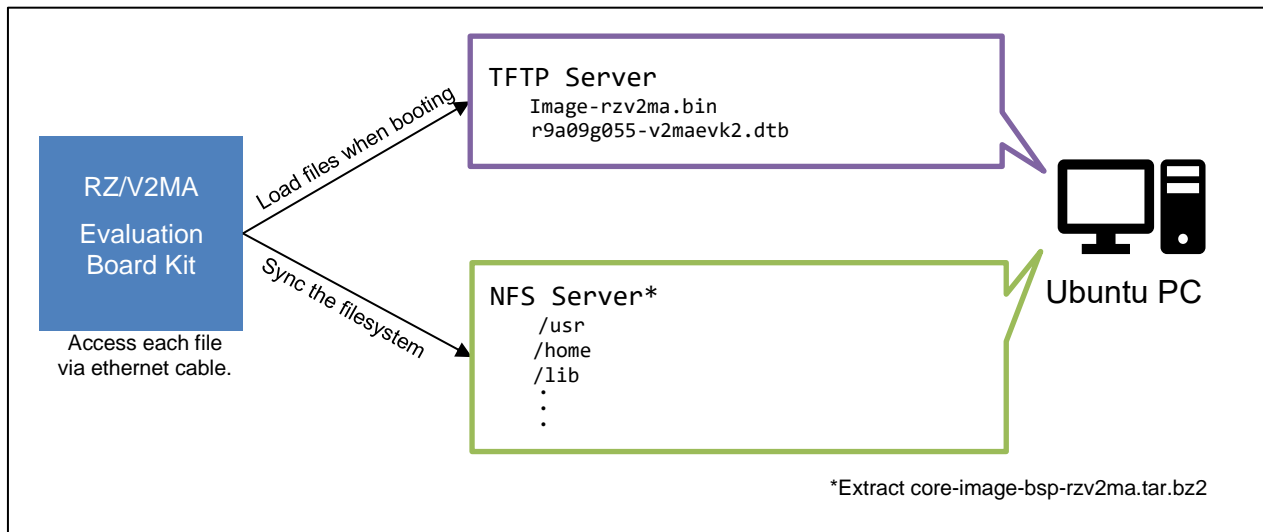 RZ/V2MA
Evaluation
Board Kit
Access each file
via ethernet cable.
Load files when booting
Sync the filesystem
TFTP Server
Image-rzv2ma.bin
r9a09g055-v2maevk2.dtb
NFS Server*
/usr
/home
/lib
.
.
.
Ubuntu PC
*Extract core-image-bsp-rzv2ma.tar.bz2